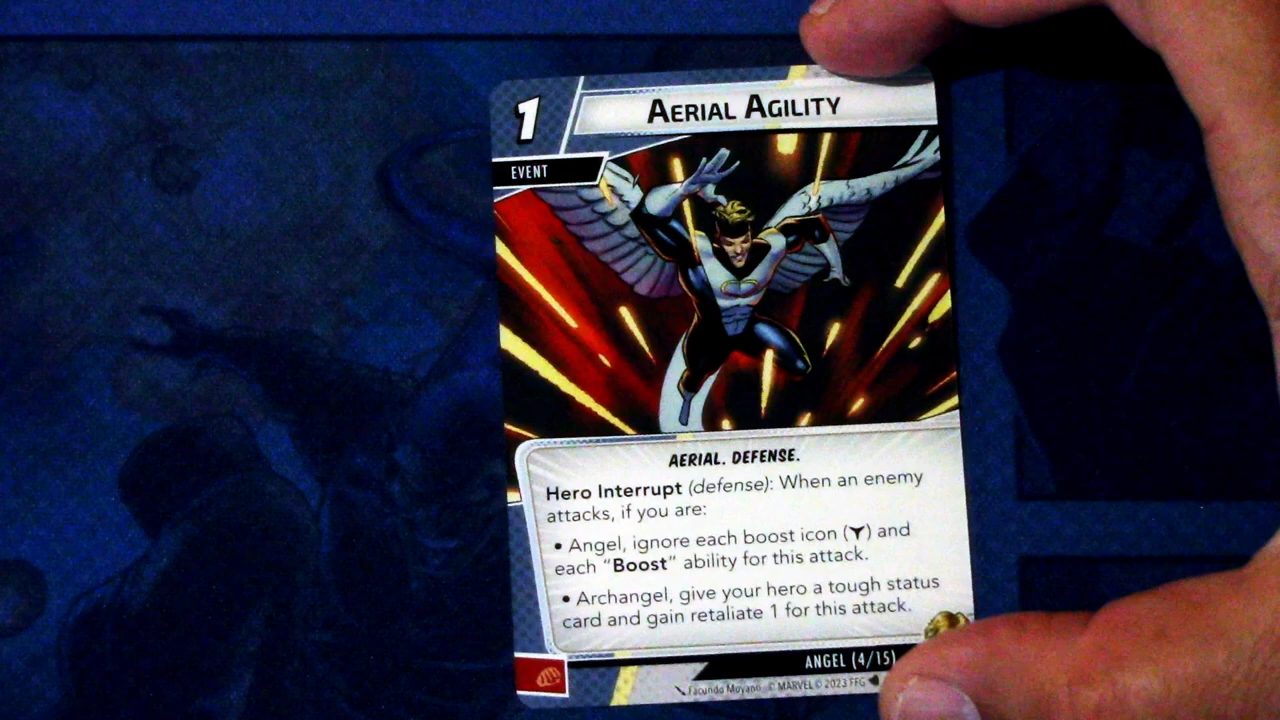 1
AERIAL AGILITY
EVENT
AERIAL. DEFENSE.
Hero Interrupt (defense): When an enemy
attacks, if you are:
• Angel, ignore each boost icon ( ) and
each “Boost” ability for this attack.
• Archangel, give your hero a tough status
card and gain retaliate 1 for this attack.
ANGEL (4/15)
Facundo Moyano © MARVEL © 2023 FFG